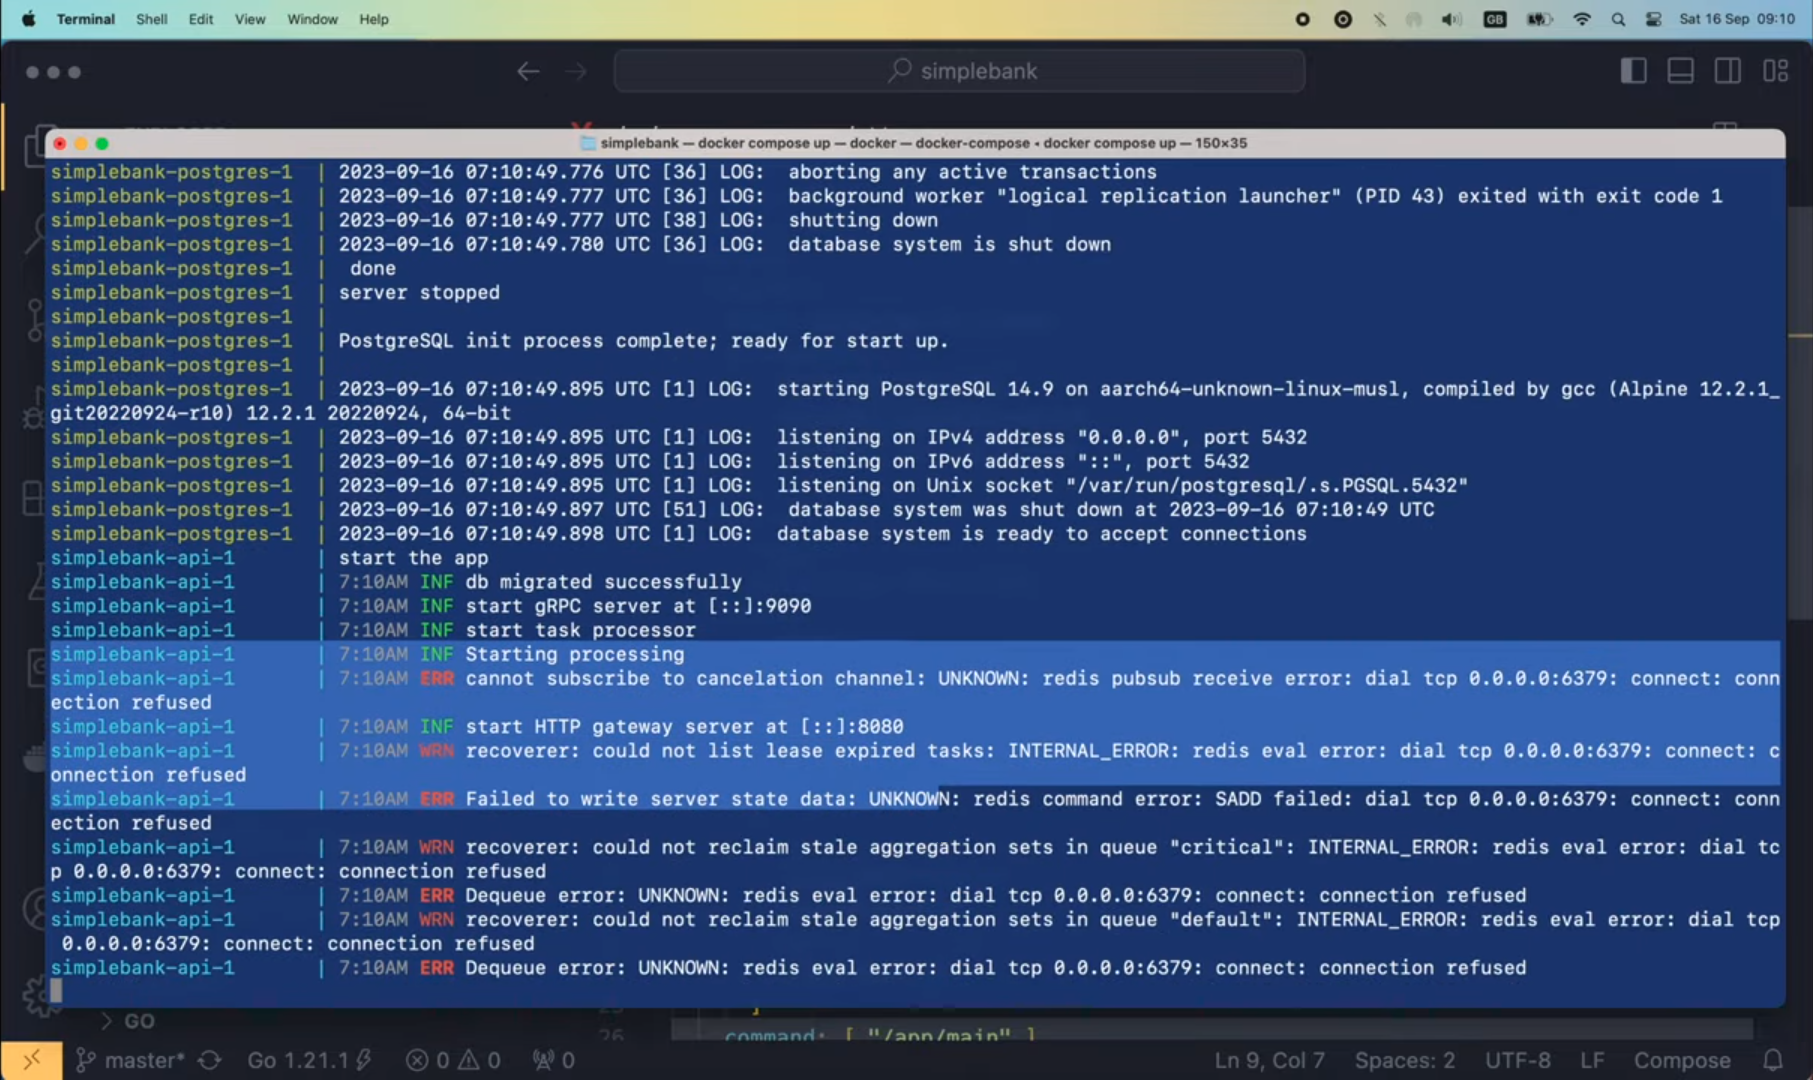 Terminal Shell Edit View Window Help GB Sat 16 Sep 09:10
simplebank
simplebank — docker compose up — docker — docker-compose ◂ docker compose up — 150×35
simplebank-postgres-1 | 2023-09-16 07:10:49.776 UTC [36] LOG: aborting any active transactions
simplebank-postgres-1 | 2023-09-16 07:10:49.777 UTC [36] LOG: background worker "logical replication launcher" (PID 43) exited with exit code 1
simplebank-postgres-1 | 2023-09-16 07:10:49.777 UTC [38] LOG: shutting down
simplebank-postgres-1 | 2023-09-16 07:10:49.780 UTC [36] LOG: database system is shut down
simplebank-postgres-1 | done
simplebank-postgres-1 | server stopped
simplebank-postgres-1 |
simplebank-postgres-1 | PostgreSQL init process complete; ready for start up.
simplebank-postgres-1 |
simplebank-postgres-1 | 2023-09-16 07:10:49.895 UTC [1] LOG: starting PostgreSQL 14.9 on aarch64-unknown-linux-musl, compiled by gcc (Alpine 12.2.1_
git20220924-r10) 12.2.1 20220924, 64-bit
simplebank-postgres-1 | 2023-09-16 07:10:49.895 UTC [1] LOG: listening on IPv4 address "0.0.0.0", port 5432
simplebank-postgres-1 | 2023-09-16 07:10:49.895 UTC [1] LOG: listening on IPv6 address "::", port 5432
simplebank-postgres-1 | 2023-09-16 07:10:49.895 UTC [1] LOG: listening on Unix socket "/var/run/postgresql/.s.PGSQL.5432"
simplebank-postgres-1 | 2023-09-16 07:10:49.897 UTC [51] LOG: database system was shut down at 2023-09-16 07:10:49 UTC
simplebank-postgres-1 | 2023-09-16 07:10:49.898 UTC [1] LOG: database system is ready to accept connections
simplebank-api-1 | start the app
simplebank-api-1 | 7:10AM INF db migrated successfully
simplebank-api-1 | 7:10AM INF start gRPC server at [::]:9090
simplebank-api-1 | 7:10AM INF start task processor
simplebank-api-1 | 7:10AM INF Starting processing
simplebank-api-1 | 7:10AM ERR cannot subscribe to cancelation channel: UNKNOWN: redis pubsub receive error: dial tcp 0.0.0.0:6379: connect: conn
ection refused
simplebank-api-1 | 7:10AM INF start HTTP gateway server at [::]:8080
simplebank-api-1 | 7:10AM WRN recoverer: could not list lease expired tasks: INTERNAL_ERROR: redis eval error: dial tcp 0.0.0.0:6379: connect: c
onnection refused
simplebank-api-1 | 7:10AM ERR Failed to write server state data: UNKNOWN: redis command error: SADD failed: dial tcp 0.0.0.0:6379: connect: conn
ection refused
simplebank-api-1 | 7:10AM WRN recoverer: could not reclaim stale aggregation sets in queue "critical": INTERNAL_ERROR: redis eval error: dial tc
p 0.0.0.0:6379: connect: connection refused
simplebank-api-1 | 7:10AM ERR Dequeue error: UNKNOWN: redis eval error: dial tcp 0.0.0.0:6379: connect: connection refused
simplebank-api-1 | 7:10AM WRN recoverer: could not reclaim stale aggregation sets in queue "default": INTERNAL_ERROR: redis eval error: dial tcp
0.0.0.0:6379: connect: connection refused
simplebank-api-1 | 7:10AM ERR Dequeue error: UNKNOWN: redis eval error: dial tcp 0.0.0.0:6379: connect: connection refused
GO
26 command: [ "/app/main" ]
master* Go 1.21.1 0 0 0 Ln 9, Col 7 Spaces: 2 UTF-8 LF Compose